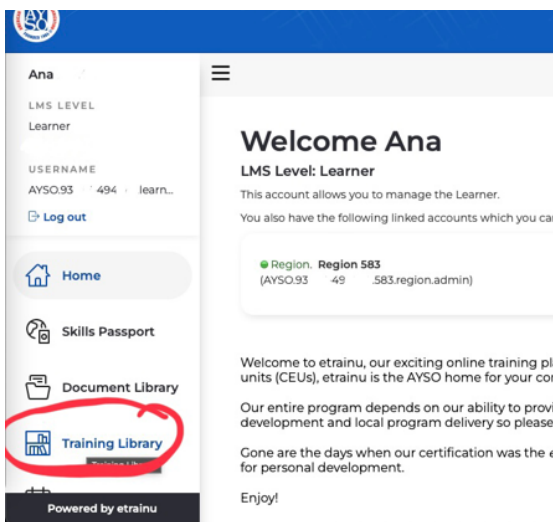 AYSO
Ana
LMS LEVEL
Learner
USERNAME
AYSO.93 494 learn...
Log out
Home
Skills Passport
Document Library
Training Library
Training Library
Powered by etrainu
Welcome Ana
LMS Level: Learner
This account allows you to manage the Learner.
You also have the following linked accounts which you ca
Region. Region 583
(AYSO.93 49 .583.region.admin)
Welcome to etrainu, our exciting online training pl
units (CEUs), etrainu is the AYSO home for your co
Our entire program depends on our ability to provi
development and local program delivery so please
Gone are the days when our certification was the e
for personal development.
Enjoy!